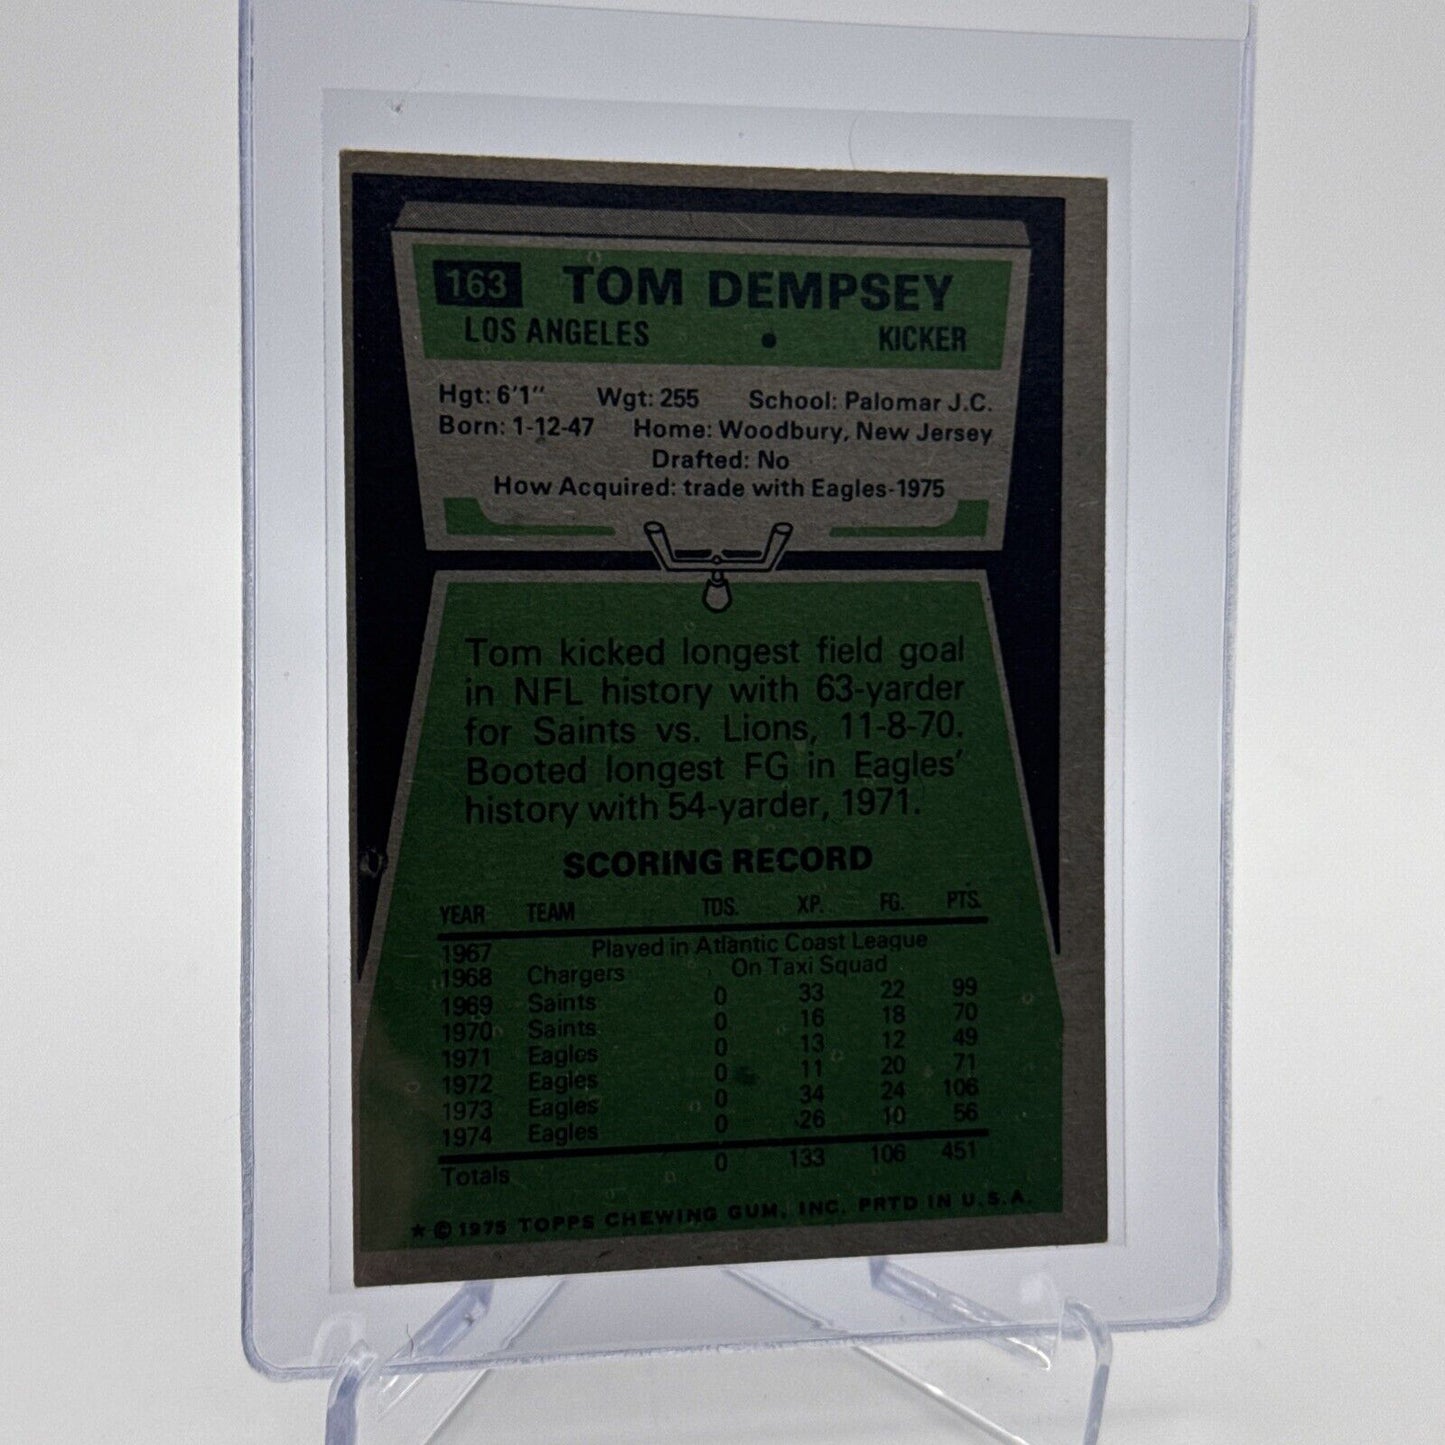 163 TOM DEMPSEY
LOS ANGELES • KICKER
Hgt: 6'1" Wgt: 255 School: Palomar J.C.
Born: 1-12-47 Home: Woodbury, New Jersey
Drafted: No
How Acquired: trade with Eagles-1975
Tom kicked longest field goal
in NFL history with 63-yarder
for Saints vs. Lions, 11-8-70.
Booted longest FG in Eagles'
history with 54-yarder, 1971.
SCORING RECORD
YEAR TEAM TDS. XP. FG. PTS.
1967 Played in Atlantic Coast League
1968 Chargers On Taxi Squad
1969 Saints 0 33 22 99
1970 Saints 0 16 18 70
1971 Eagles 0 13 12 49
1972 Eagles 0 11 20 71
1973 Eagles 0 34 24 106
1974 Eagles 0 26 10 56
Totals 0 133 106 451
★ © 1975 TOPPS CHEWING GUM, INC. PRTD IN U.S.A.